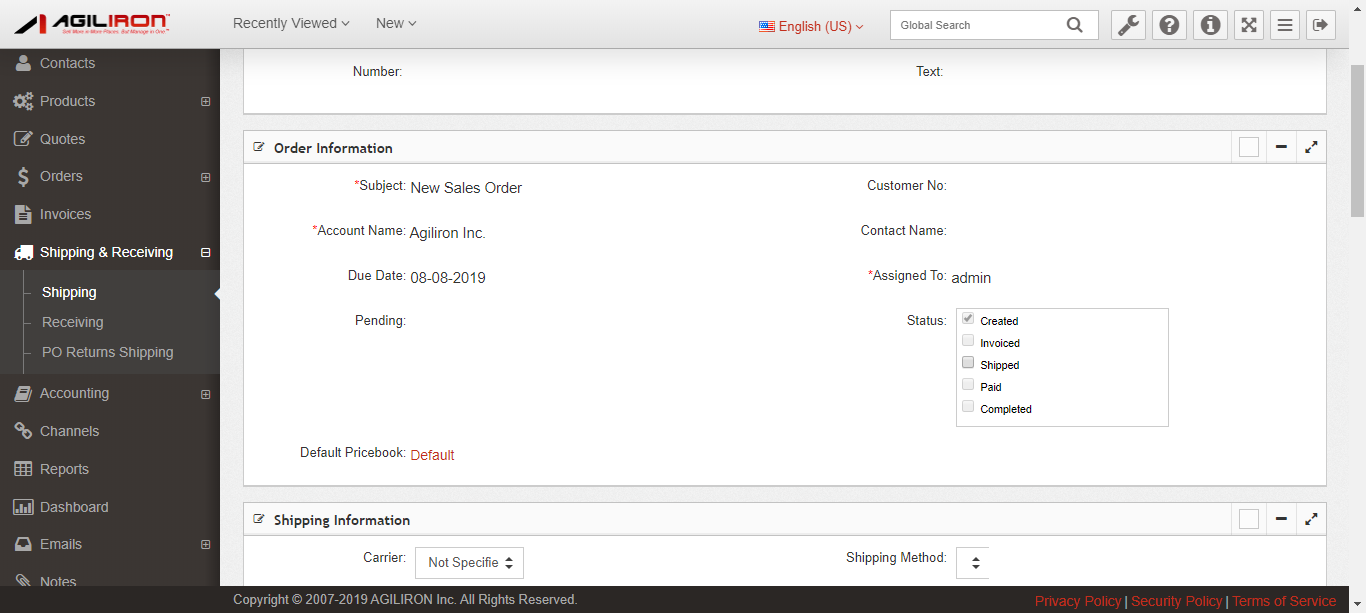 AGILIRON
Sell More in More Places, But Manage in One™
Recently Viewed
New
English (US)
Global Search
Contacts
Products
Quotes
Orders
Invoices
Shipping & Receiving
Shipping
Receiving
PO Returns Shipping
Accounting
Channels
Reports
Dashboard
Emails
Notes
Number:
Text:
Order Information
*Subject: New Sales Order
Customer No:
*Account Name: Agiliron Inc.
Contact Name:
Due Date: 08-08-2019
*Assigned To: admin
Pending:
Status:
Created
Invoiced
Shipped
Paid
Completed
Default Pricebook: Default
Shipping Information
Carrier: Not Specifie
Shipping Method:
Copyright © 2007-2019 AGILIRON Inc. All Rights Reserved.
Privacy Policy | Security Policy | Terms of Service